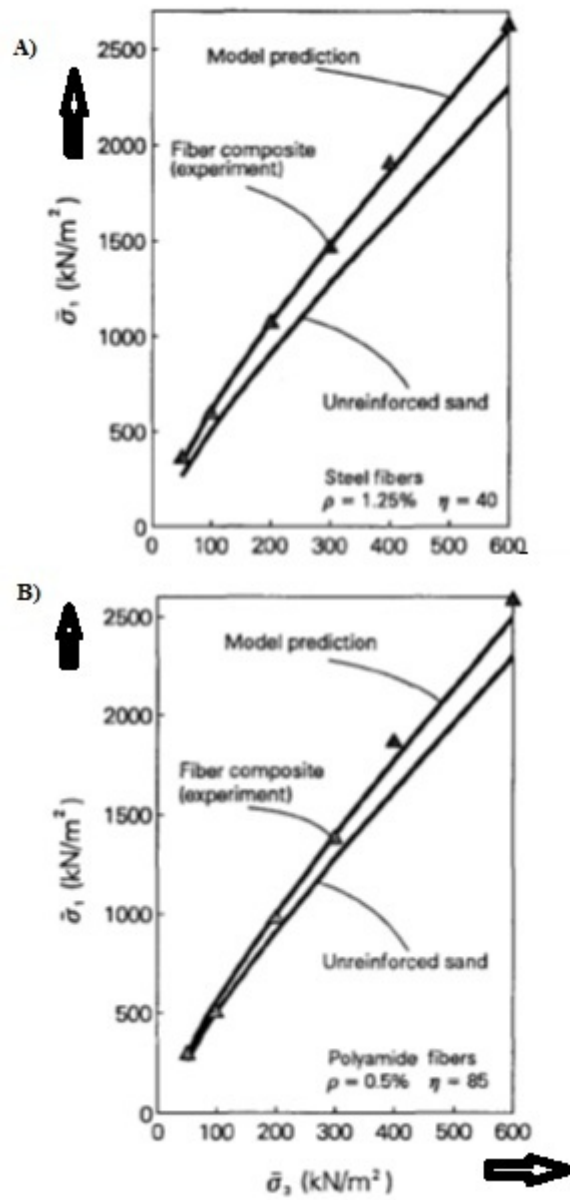 A)
2500
2000
1500
1000
500
0
σ̄₁ (kN/m²)
Model prediction
Fiber composite
(experiment)
Unreinforced sand
Steel fibers
ρ = 1.25% η = 40
0 100 200 300 400 500 600
B)
2500
2000
1500
1000
500
0
σ̄₁ (kN/m²)
Model prediction
Fiber composite
(experiment)
Unreinforced sand
Polyamide fibers
ρ = 0.5% η = 85
0 100 200 300 400 500 600
σ̄₃ (kN/m²)